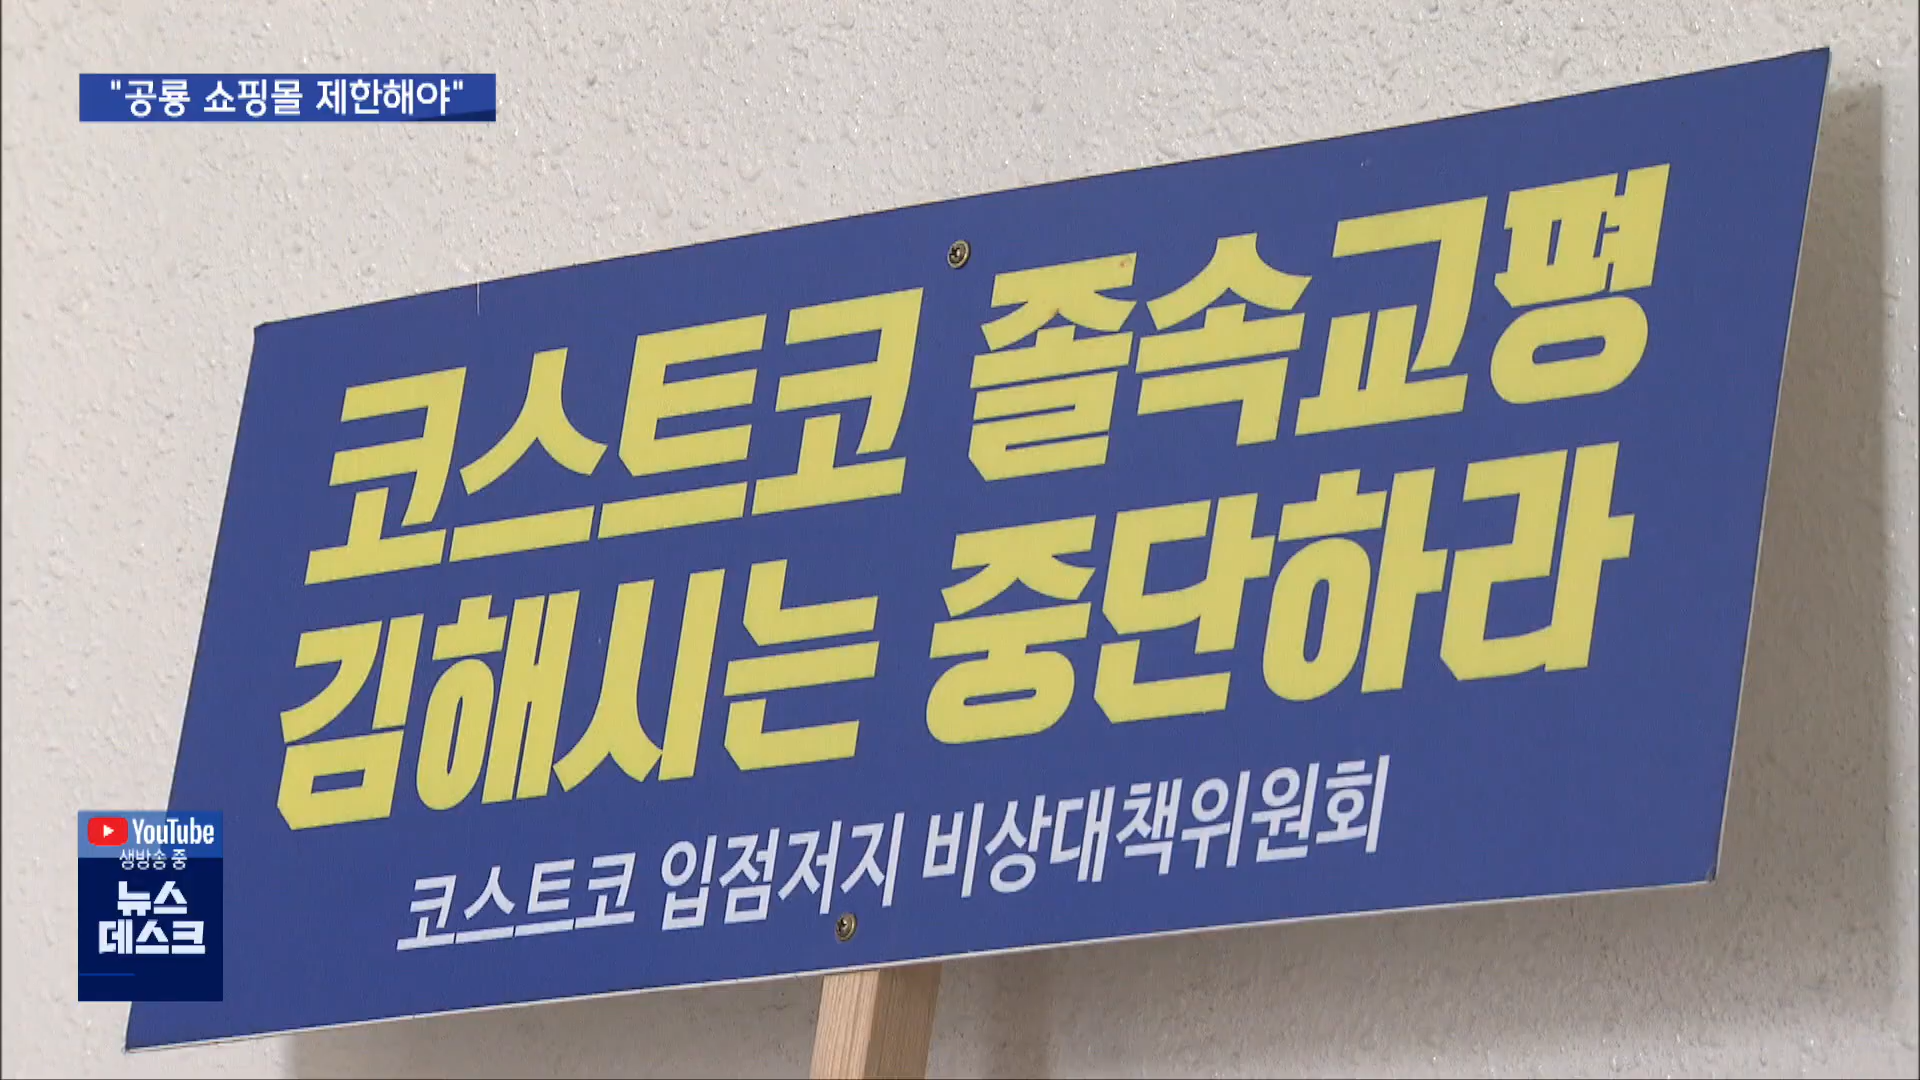 "공룡 쇼핑몰 제한해야"
코스트코 졸속교평
김해시는 중단하라
코스트코 입점저지 비상대책위원회
YouTube
생방송 중
뉴스
데스크